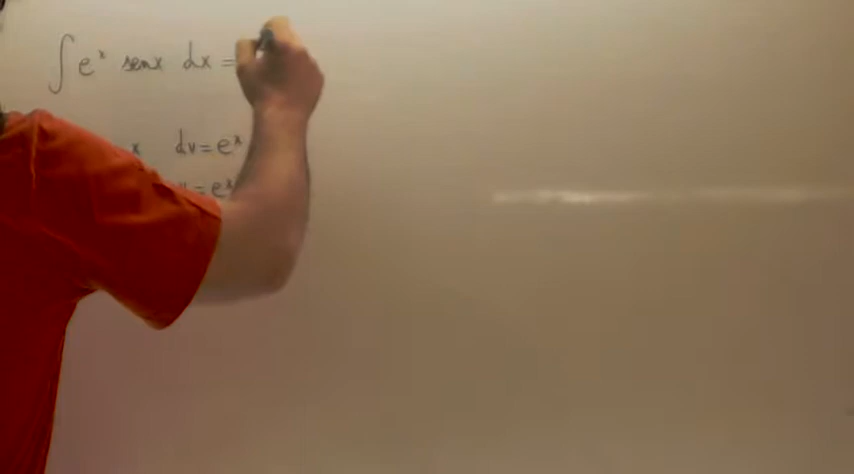 ∫ eˣ senx dx =
x dv = eˣ
= eˣ